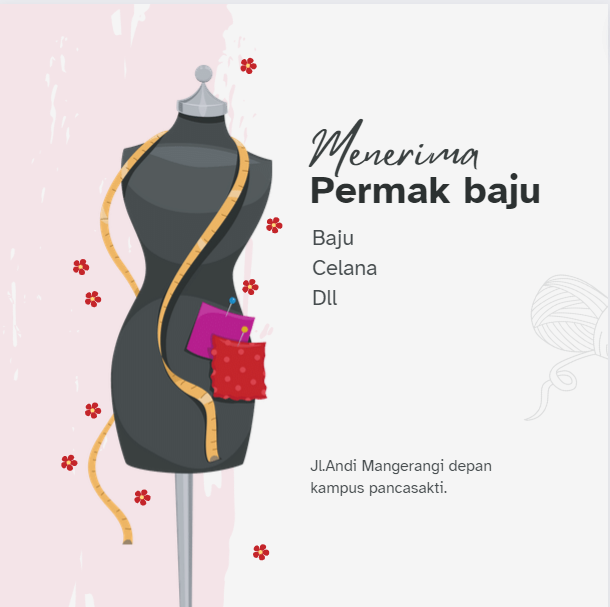 Menerima
Permak baju
Baju
Celana
Dll
Jl.Andi Mangerangi depan
kampus pancasakti.